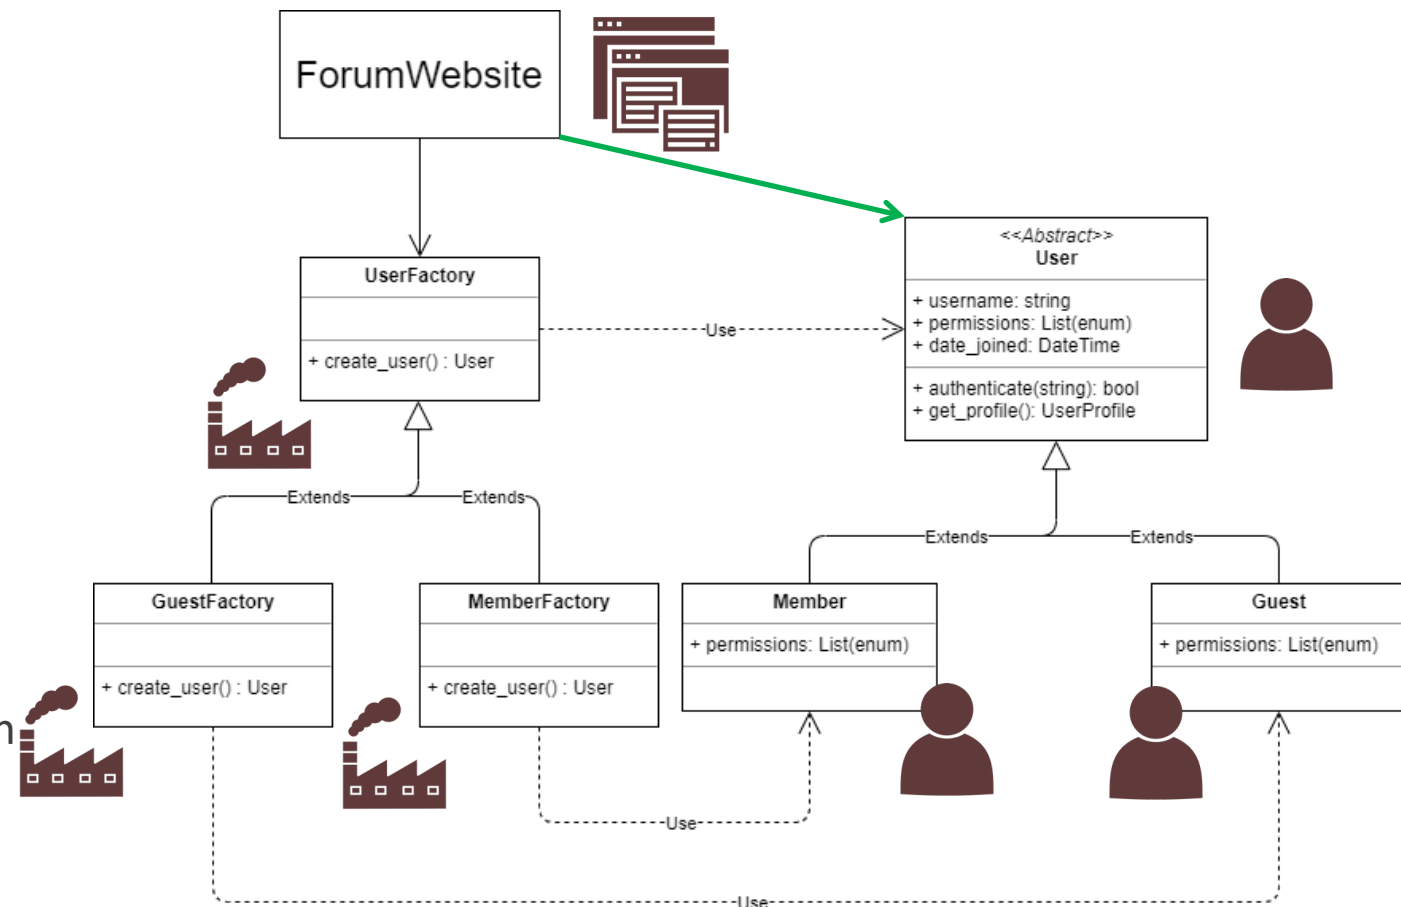 ForumWebsite
<<Abstract>>
User
+ username: string
+ permissions: List(enum)
+ date_joined: DateTime
+ authenticate(string): bool
+ get_profile(): UserProfile
UserFactory
+ create_user() : User
Use
Extends
Extends
Extends
Extends
GuestFactory
+ create_user() : User
MemberFactory
+ create_user() : User
Member
+ permissions: List(enum)
Guest
+ permissions: List(enum)
n
Use
Use